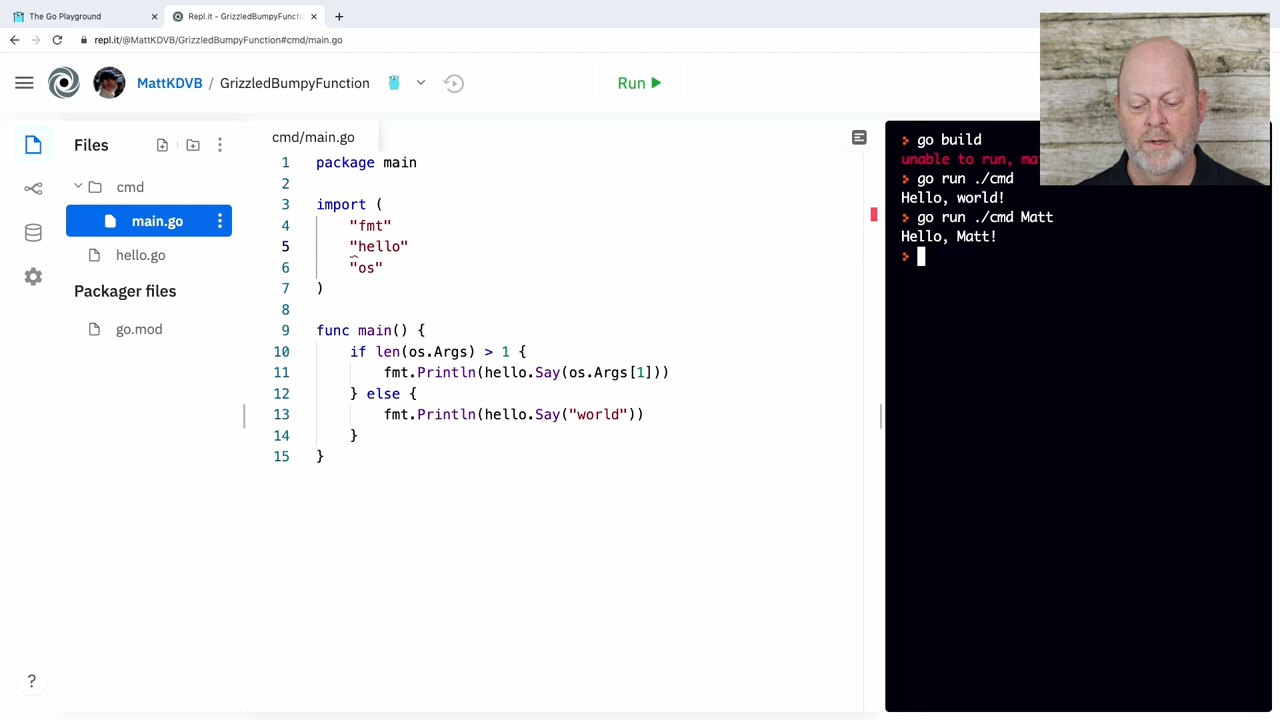 The Go Playground
Repl.it - GrizzledBumpyFuncti
repl.it/@MattKDVB/GrizzledBumpyFunction#cmd/main.go
MattKDVB / GrizzledBumpyFunction
Run
Files
cmd
main.go
hello.go
Packager files
go.mod
cmd/main.go
1 package main
2
3 import (
4 "fmt"
5 "hello"
6 "os"
7 )
8
9 func main() {
10 if len(os.Args) > 1 {
11 fmt.Println(hello.Say(os.Args[1]))
12 } else {
13 fmt.Println(hello.Say("world"))
14 }
15 }
> go build
unable to run, ma
> go run ./cmd
Hello, world!
> go run ./cmd Matt
Hello, Matt!
>
?